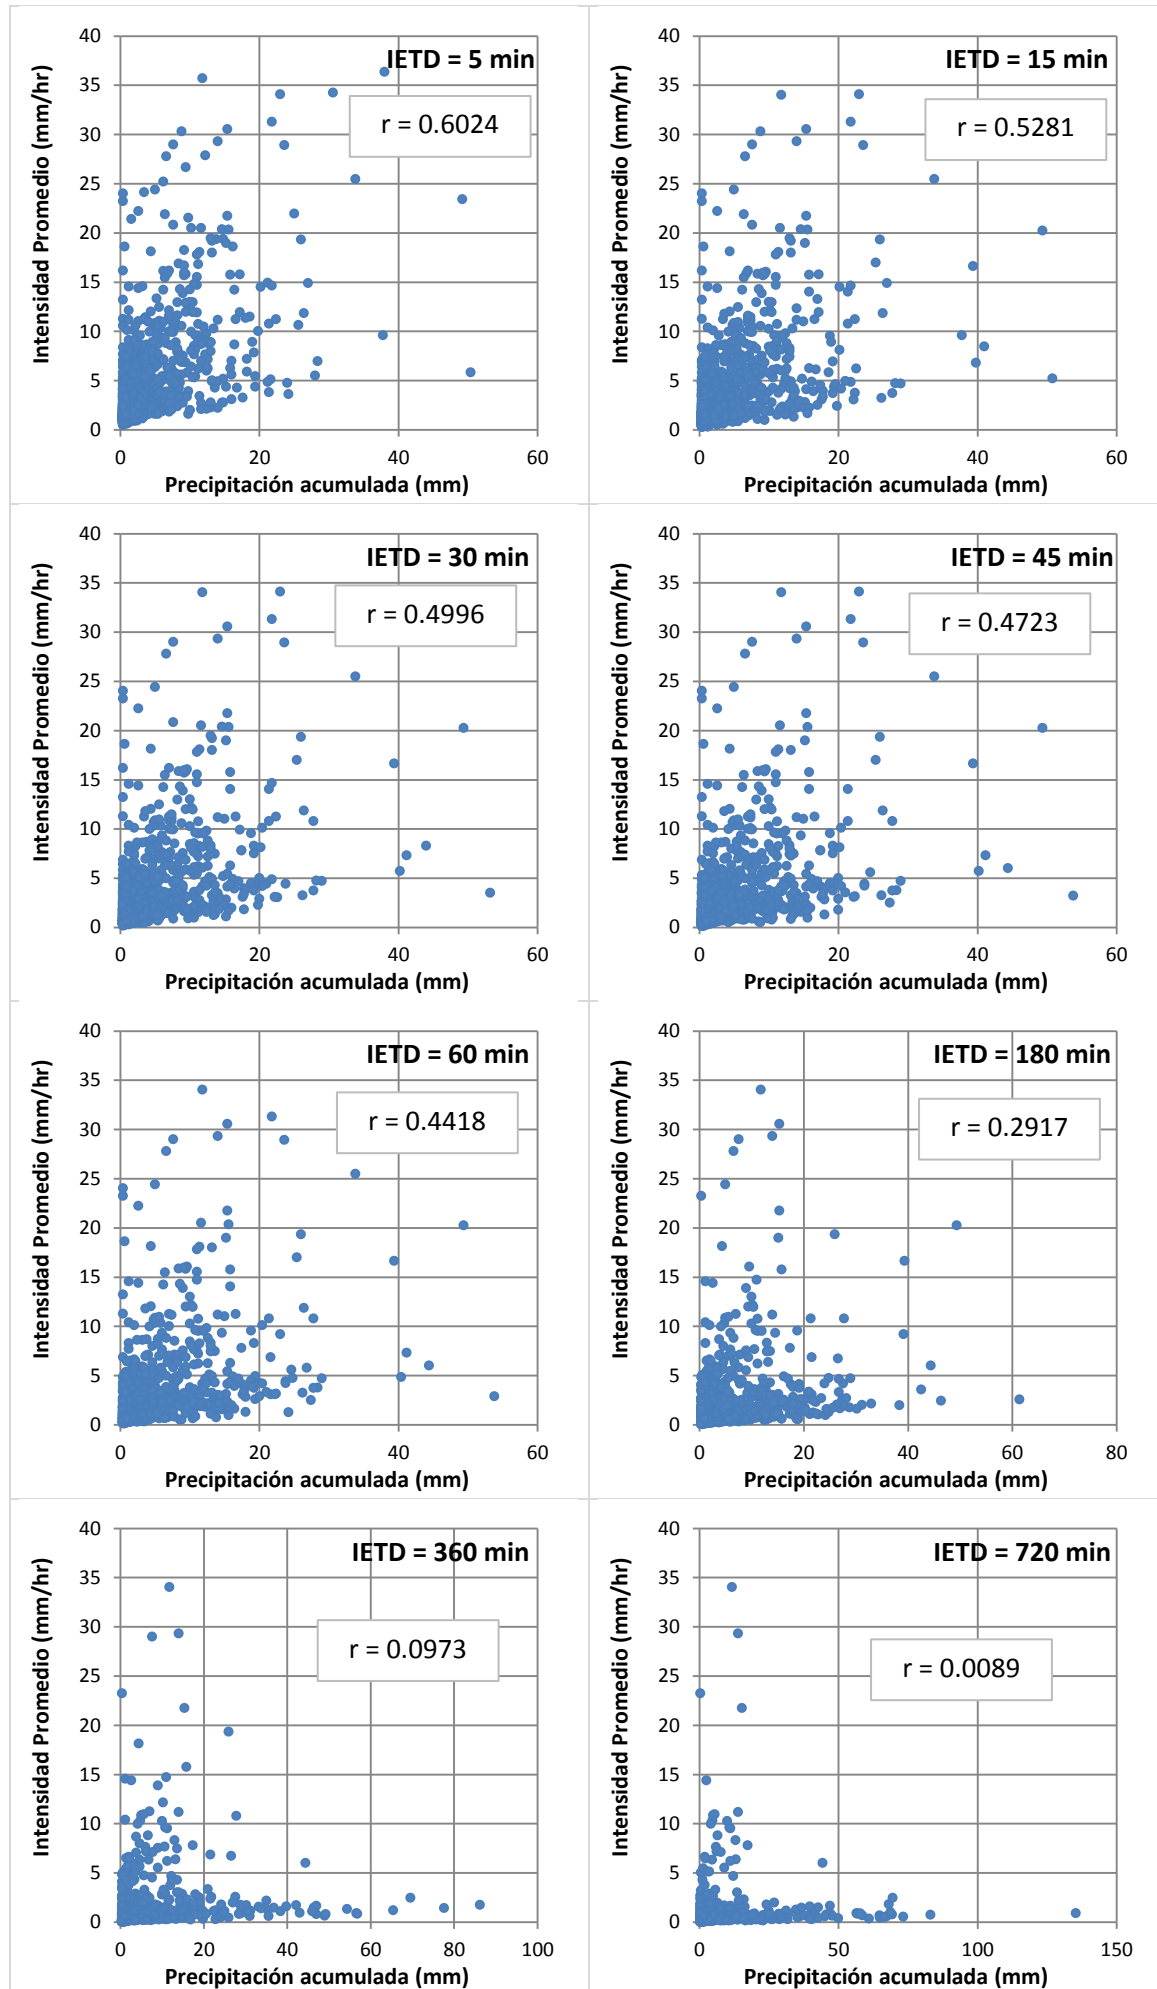 IETD = 5 min
r = 0.6024
Intensidad Promedio (mm/hr)
40
35
30
25
20
15
10
5
0
0 20 40 60
Precipitación acumulada (mm)
IETD = 15 min
r = 0.5281
Intensidad Promedio (mm/hr)
40
35
30
25
20
15
10
5
0
0 20 40 60
Precipitación acumulada (mm)
IETD = 30 min
r = 0.4996
Intensidad Promedio (mm/hr)
40
35
30
25
20
15
10
5
0
0 20 40 60
Precipitación acumulada (mm)
IETD = 45 min
r = 0.4723
Intensidad Promedio (mm/hr)
40
35
30
25
20
15
10
5
0
0 20 40 60
Precipitación acumulada (mm)
IETD = 60 min
r = 0.4418
Intensidad Promedio (mm/hr)
40
35
30
25
20
15
10
5
0
0 20 40 60
Precipitación acumulada (mm)
IETD = 180 min
r = 0.2917
Intensidad Promedio (mm/hr)
40
35
30
25
20
15
10
5
0
0 20 40 60 80
Precipitación acumulada (mm)
IETD = 360 min
r = 0.0973
Intensidad Promedio (mm/hr)
40
35
30
25
20
15
10
5
0
0 20 40 60 80 100
Precipitación acumulada (mm)
IETD = 720 min
r = 0.0089
Intensidad Promedio (mm/hr)
40
35
30
25
20
15
10
5
0
0 50 100 150
Precipitación acumulada (mm)